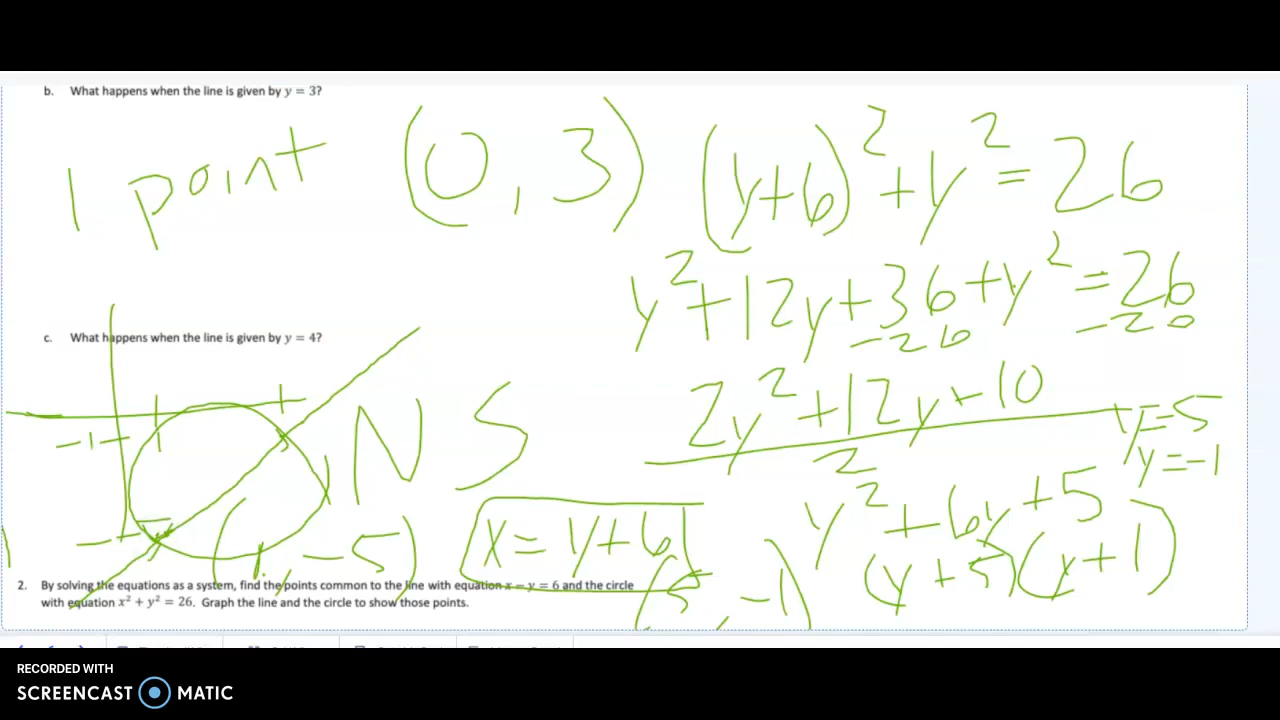 b. What happens when the line is given by y = 3?
1 point (0, 3)
(y+6)² + y² = 26
y² + 12y + 36 + y² = 26
-26 -26
c. What happens when the line is given by y = 4?
2y² + 12y + 10
2
NS
-1
1
y = -5
y = -1
y² + 6y + 5
(y + 5)(y + 1)
x = y + 6
(1, -5)
(5, -1)
2. By solving the equations as a system, find the points common to the line with equation x − y = 6 and the circle
with equation x² + y² = 26. Graph the line and the circle to show those points.
RECORDED WITH
SCREENCAST MATIC